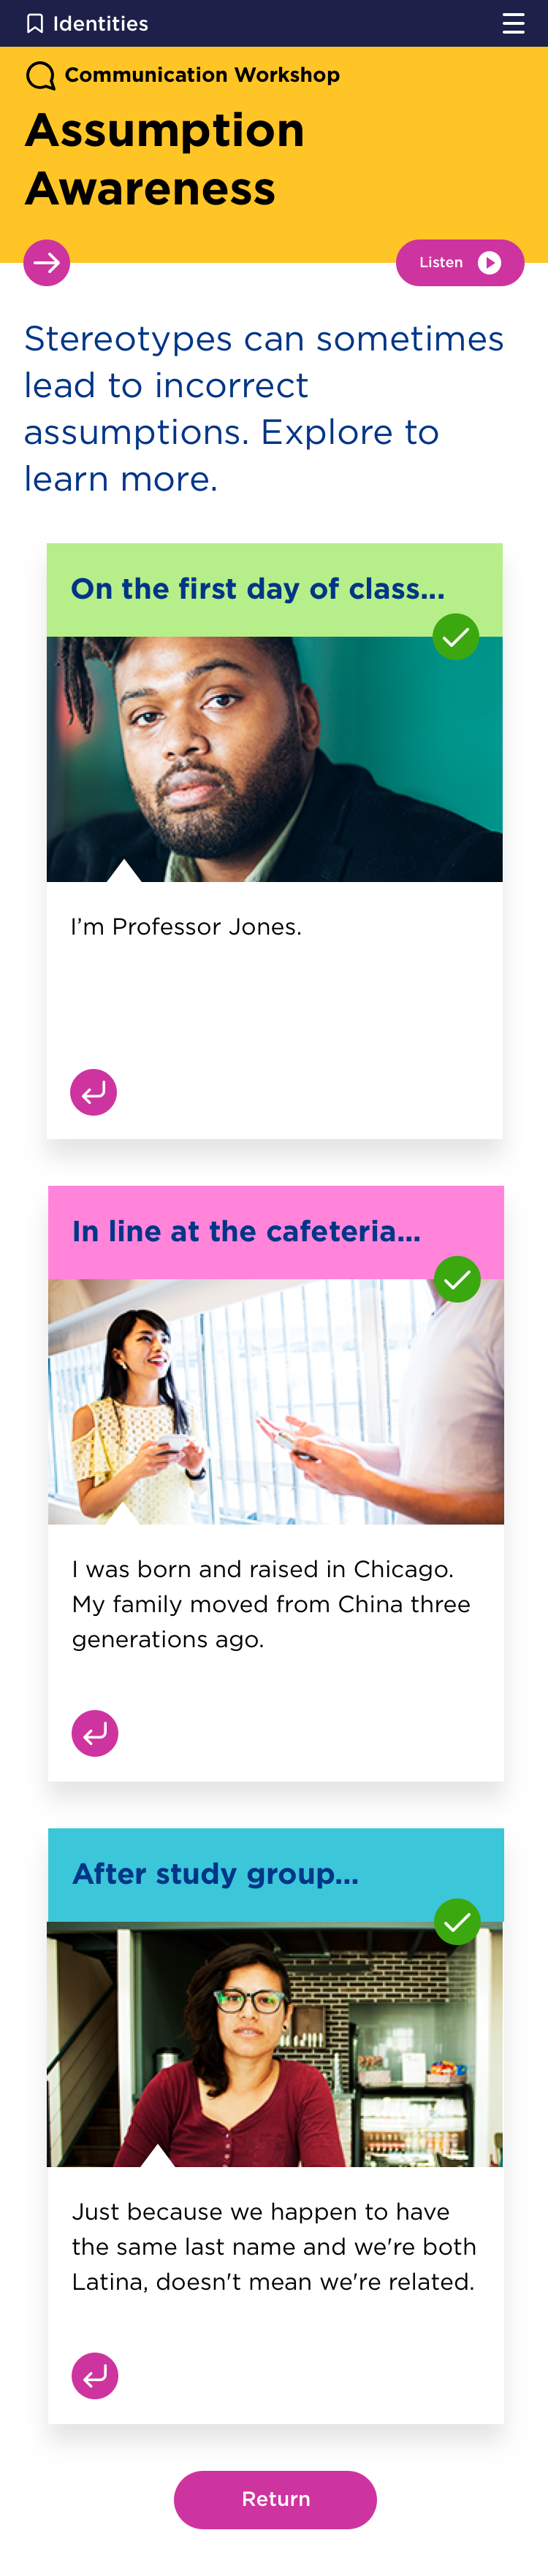 Identities
Communication Workshop
Assumption
Awareness
Listen
Stereotypes can sometimes
lead to incorrect
assumptions. Explore to
learn more.
On the first day of class...
I’m Professor Jones.
In line at the cafeteria...
I was born and raised in Chicago.
My family moved from China three
generations ago.
After study group...
Just because we happen to have
the same last name and we're both
Latina, doesn't mean we're related.
Return